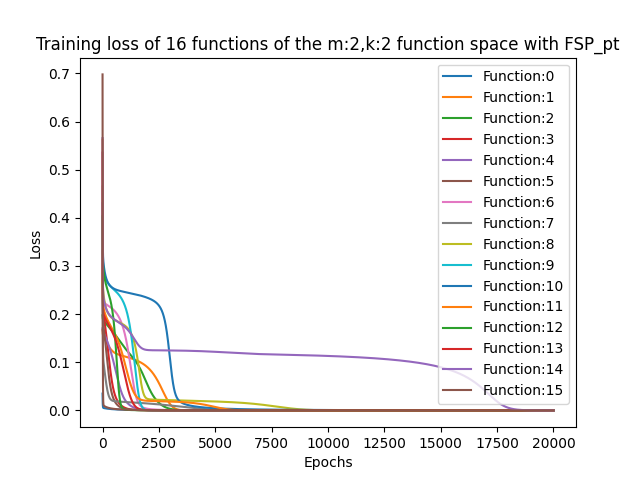 Training loss of 16 functions of the m:2,k:2 function space with FSP_pt
Loss
0.7
0.6
0.5
0.4
0.3
0.2
0.1
0.0
Function:0
Function:1
Function:2
Function:3
Function:4
Function:5
Function:6
Function:7
Function:8
Function:9
Function:10
Function:11
Function:12
Function:13
Function:14
Function:15
0 2500 5000 7500 10000 12500 15000 17500 20000
Epochs